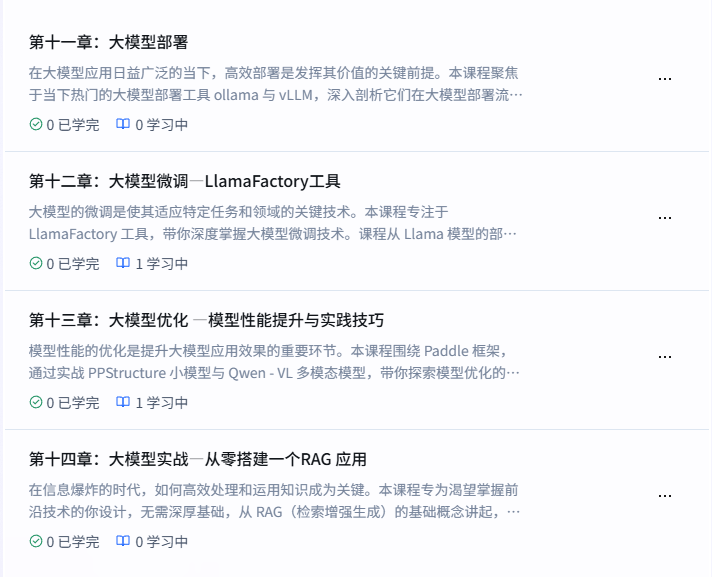 第十一章：大模型部署
在大模型应用日益广泛的当下，高效部署是发挥其价值的关键前提。本课程聚焦
于当下热门的大模型部署工具 ollama 与 vLLM，深入剖析它们在大模型部署流…
0 已学完 0 学习中
第十二章：大模型微调—LlamaFactory工具
大模型的微调是使其适应特定任务和领域的关键技术。本课程专注于
LlamaFactory 工具，带你深度掌握大模型微调技术。课程从 Llama 模型的部…
0 已学完 1 学习中
第十三章：大模型优化 —模型性能提升与实践技巧
模型性能的优化是提升大模型应用效果的重要环节。本课程围绕 Paddle 框架，
通过实战 PPStructure 小模型与 Qwen - VL 多模态模型，带你探索模型优化的…
0 已学完 1 学习中
第十四章：大模型实战—从零搭建一个RAG 应用
在信息爆炸的时代，如何高效处理和运用知识成为关键。本课程专为渴望掌握前
沿技术的你设计，无需深厚基础，从 RAG（检索增强生成）的基础概念讲起，…
0 已学完 0 学习中